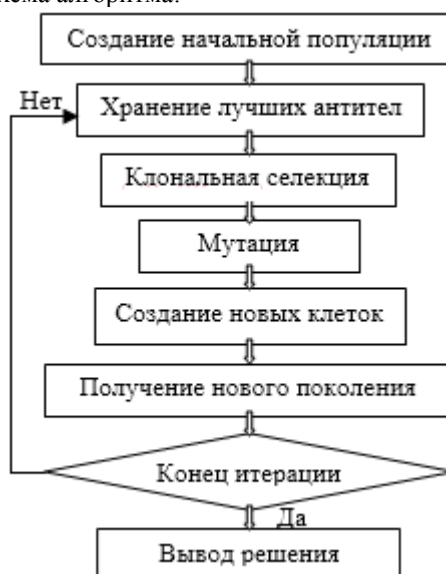 Создание начальной популяции
Нет
Хранение лучших антител
Клональная селекция
Мутация
Создание новых клеток
Получение нового поколения
Конец итерации
Да
Вывод решения